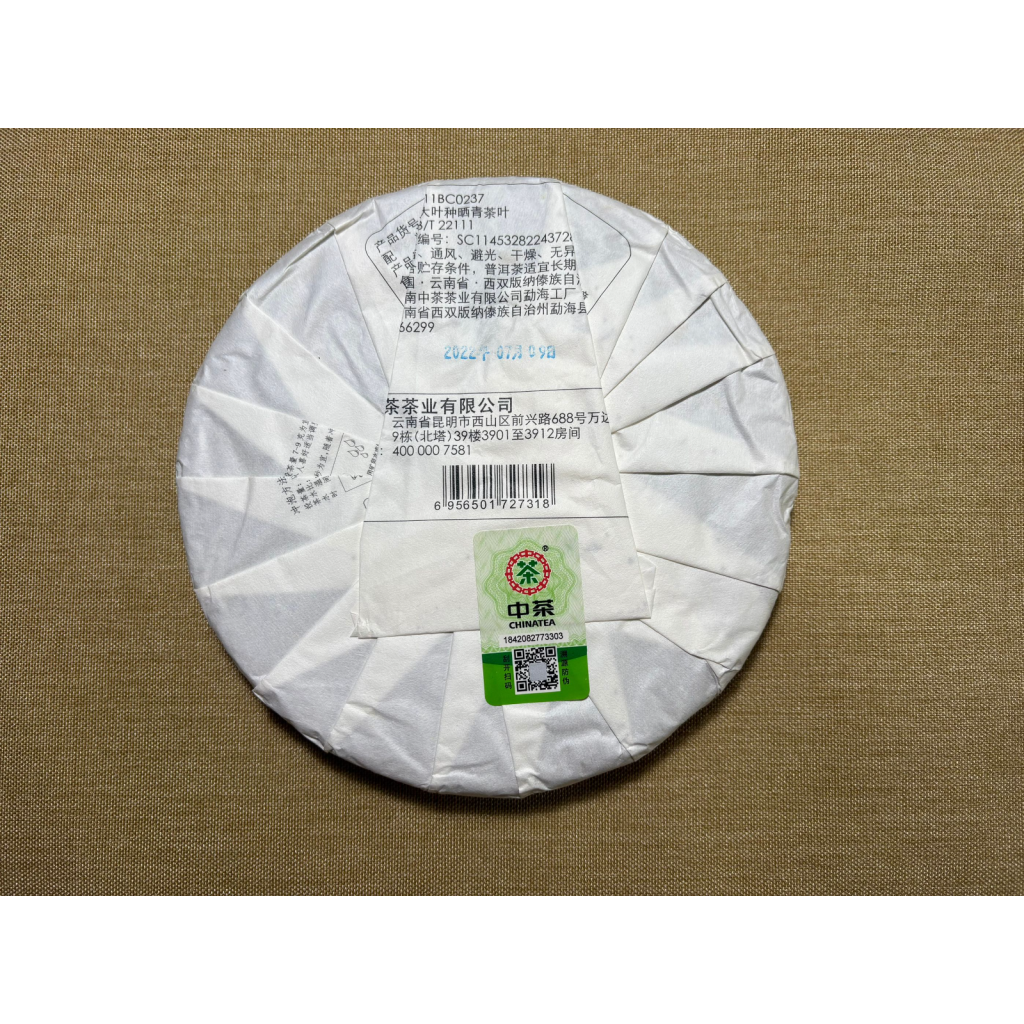 11BC0237
产品货号
大叶种晒青茶叶
配
/T 22111
产品
编号：SC1145328224372
、通风、避光、干燥、无异
贮存条件，普洱茶适宜长期
国·云南省·西双版纳傣族自治
南中茶茶业有限公司勐海工厂
南省西双版纳傣族自治州勐海县
66299
2022年07月09日
茶茶业有限公司
云南省昆明市西山区前兴路688号万达
9栋(北塔)39楼3901至3912房间
: 400 000 7581
6 956501 727318
茶
®
中茶
CHINATEA
1842082773303